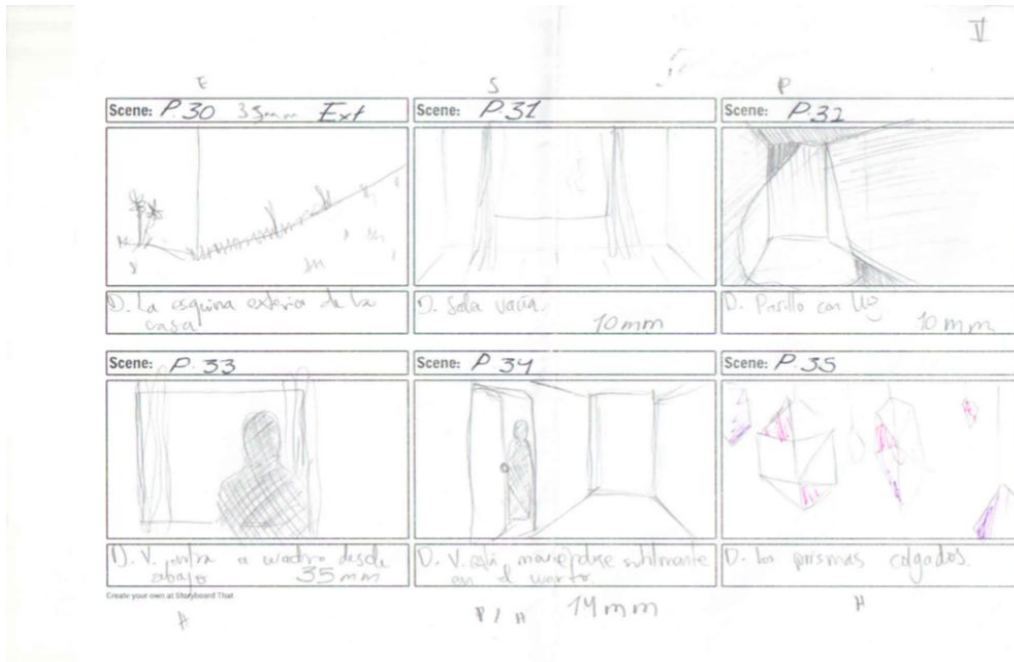 V
E
S
P
Scene: P.30 35mm Ext
Scene: P.31
Scene: P.32
D. La esquina exterior de la
casa
D. Sala vacía.
10mm
D. Pasillo con luz
10mm
Scene: P. 33
Scene: P. 34
Scene: P.35
D. V. entra a cuadro desde
abajo 35mm
D. V. está moviendose sutilmente
en el cuarto.
D. Los prismas colgados.
Create your own at Storyboard That
A
P / A 14mm
H